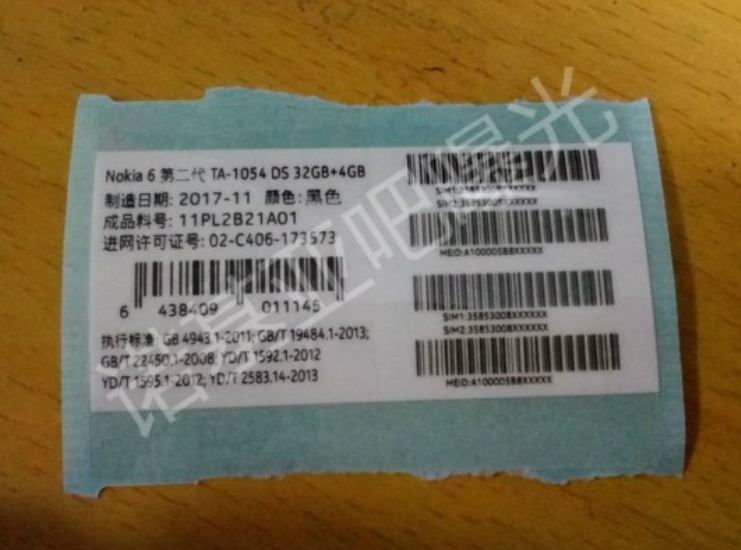 Nokia 6 第二代 TA-1054 DS 32GB+4GB
制造日期: 2017-11 颜色: 黑色
成品料号: 11PL2B21A01
进网许可证号: 02-C406-173573
6 438409 011145
执行标准: GB 4943.1-2011; GB/T 19484.1-2013;
GB/T 22450.1-2008; YD/T 1592.1-2012
YD/T 1595.1-2012; YD/T 2583.14-2013
SIM1:35853008XXXXXX
SIM2:35853008XXXXXX
MEID:A100005B8XXXXX
SIM1:35853008XXXXXX
SIM2:35853008XXXXXX
MEID:A100005B8XXXXX
诺基亚吧爆光